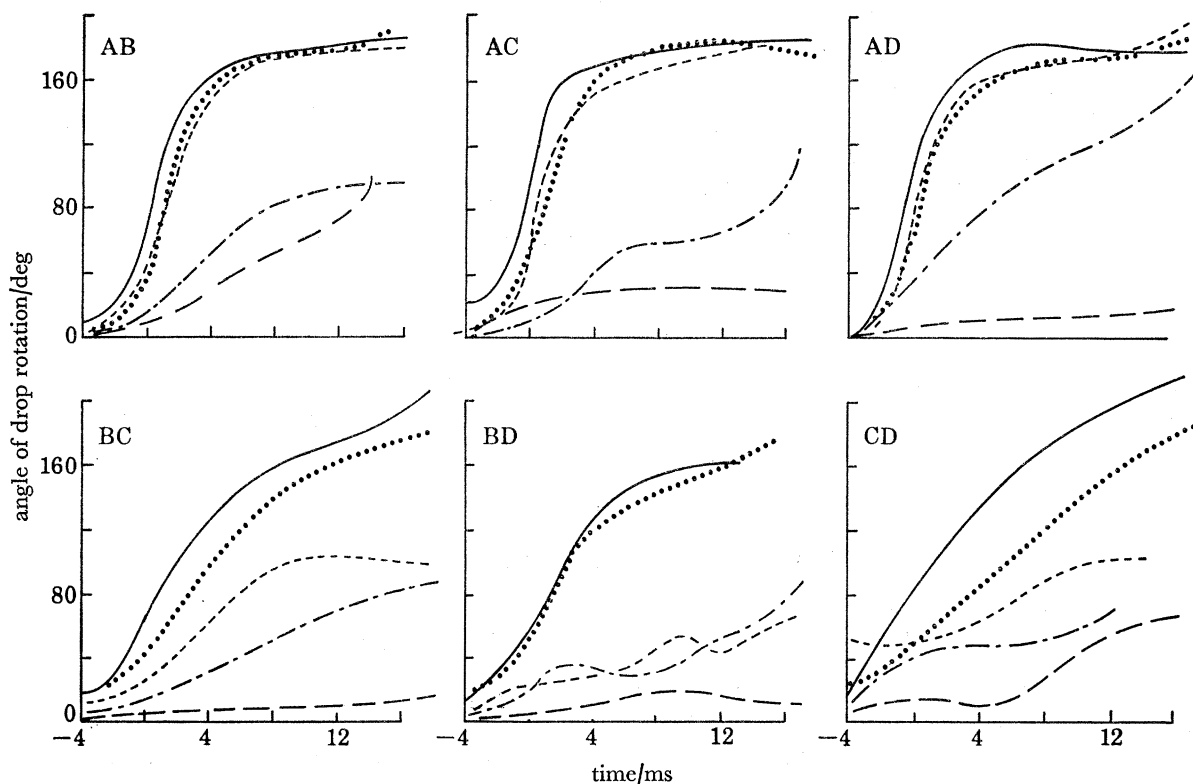 AB
AC
AD
160
80
0
angle of drop rotation/deg
BC
BD
CD
160
80
0
−4 4 12 −4 4 12 −4 4 12
time/ms